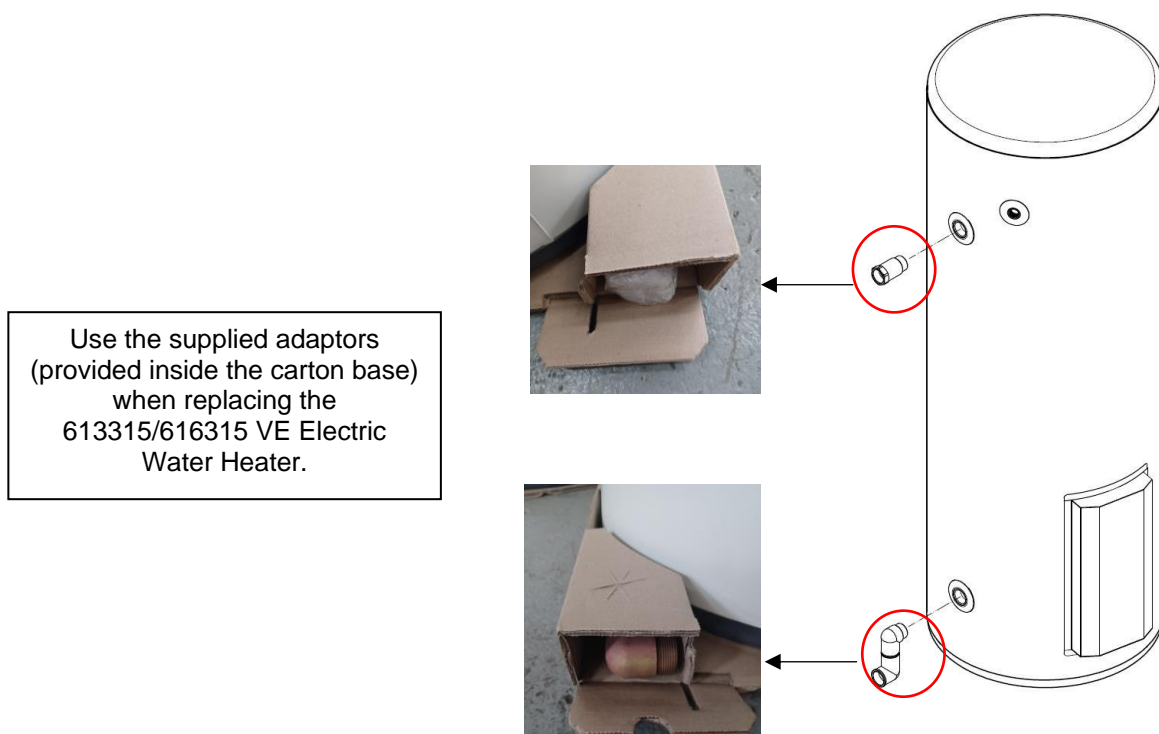 Use the supplied adaptors
(provided inside the carton base)
when replacing the
613315/616315 VE Electric
Water Heater.